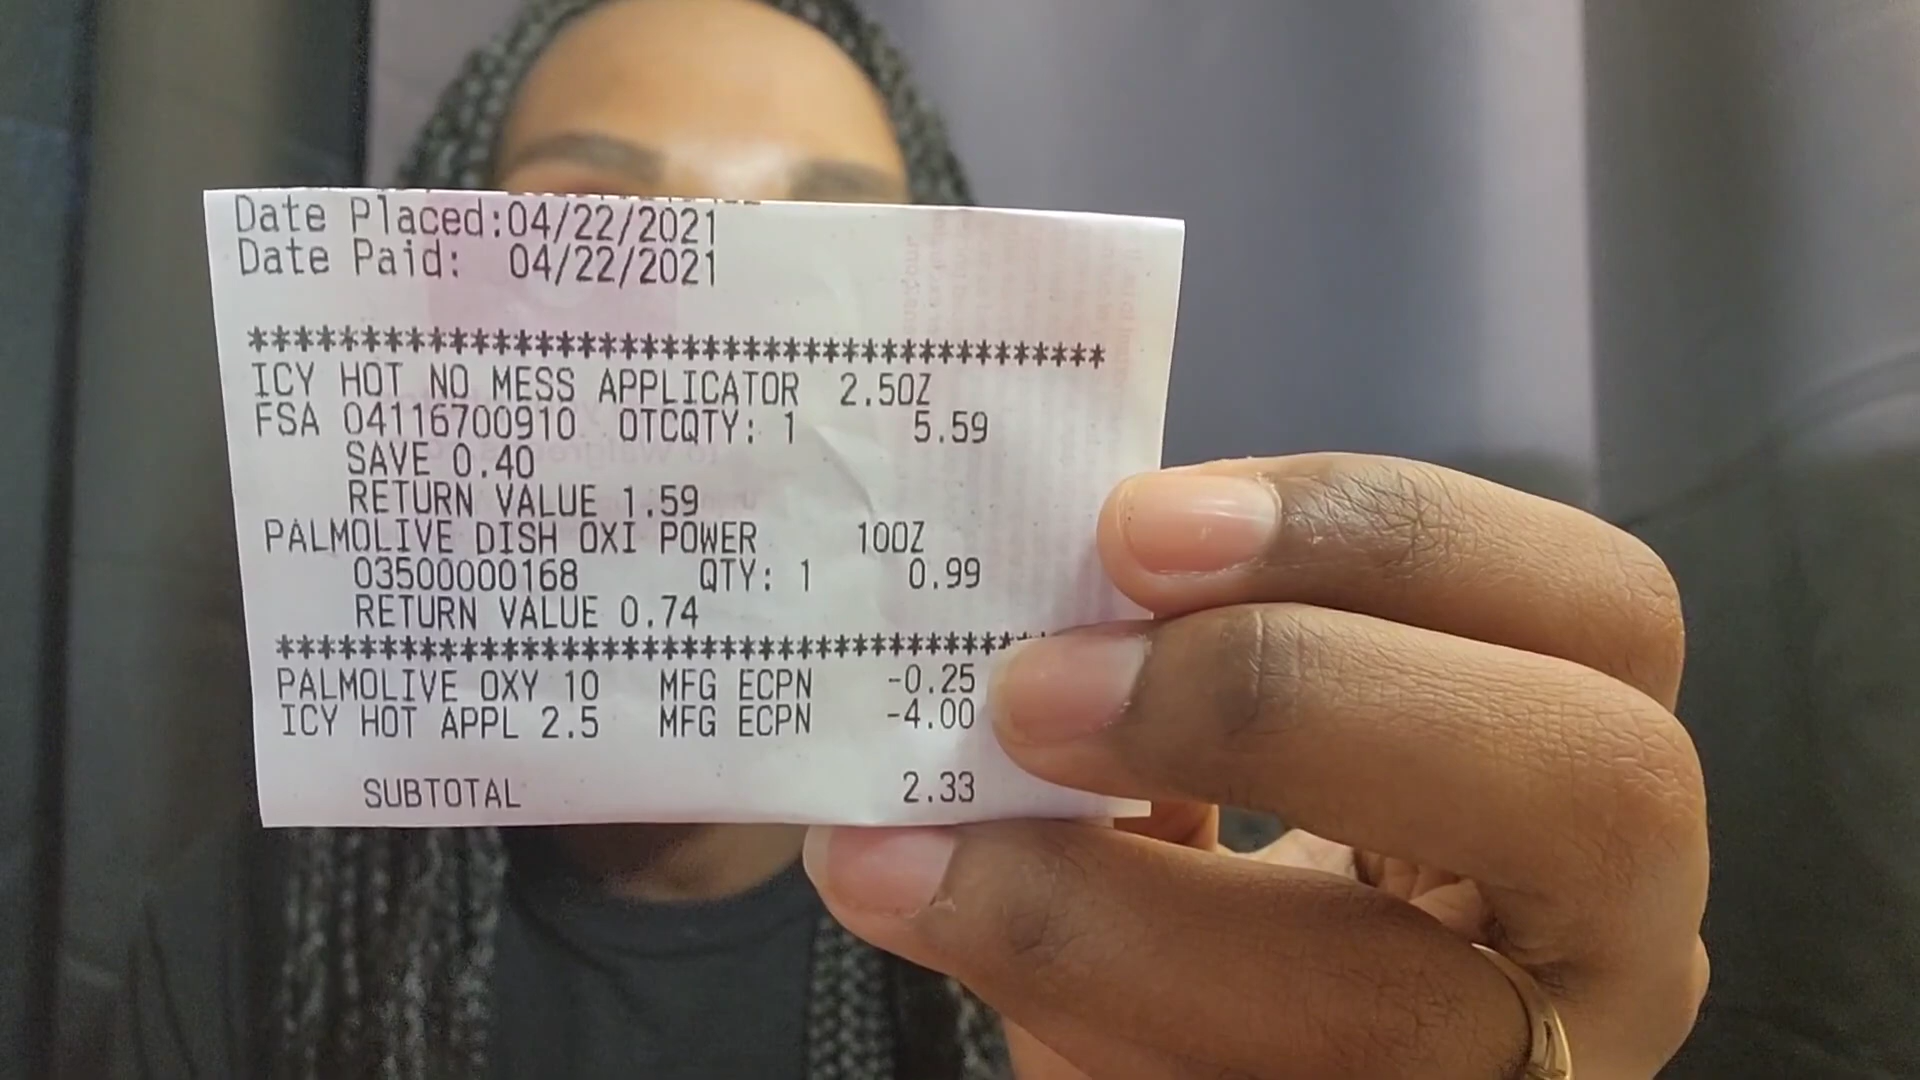 Date Placed:04/22/2021
Date Paid: 04/22/2021
******************************************
ICY HOT NO MESS APPLICATOR 2.5OZ
FSA 04116700910 OTCQTY: 1 5.59
SAVE 0.40
RETURN VALUE 1.59
PALMOLIVE DISH OXI POWER 10OZ
03500000168 QTY: 1 0.99
RETURN VALUE 0.74
******************************************
PALMOLIVE OXY 10 MFG ECPN -0.25
ICY HOT APPL 2.5 MFG ECPN -4.00
SUBTOTAL 2.33